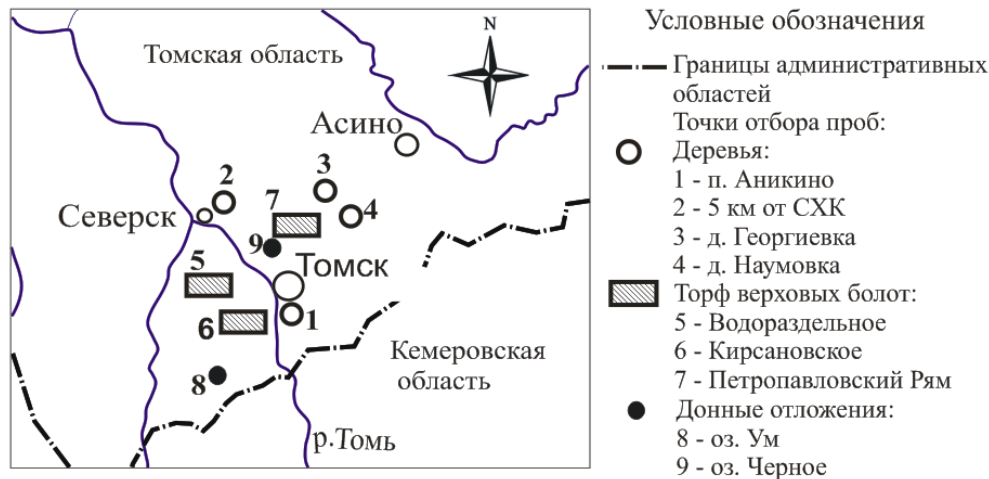 Томская область
N
Асино
3
2
7
4
Северск
9
5
Томск
6
1
Кемеровская
область
8
р.Томь
Условные обозначения
Границы административных
областей
Точки отбора проб:
Деревья:
1 - п. Аникино
2 - 5 км от СХК
3 - д. Георгиевка
4 - д. Наумовка
Торф верховых болот:
5 - Водораздельное
6 - Кирсановское
7 - Петропавловский Рям
Донные отложения:
8 - оз. Ум
9 - оз. Черное